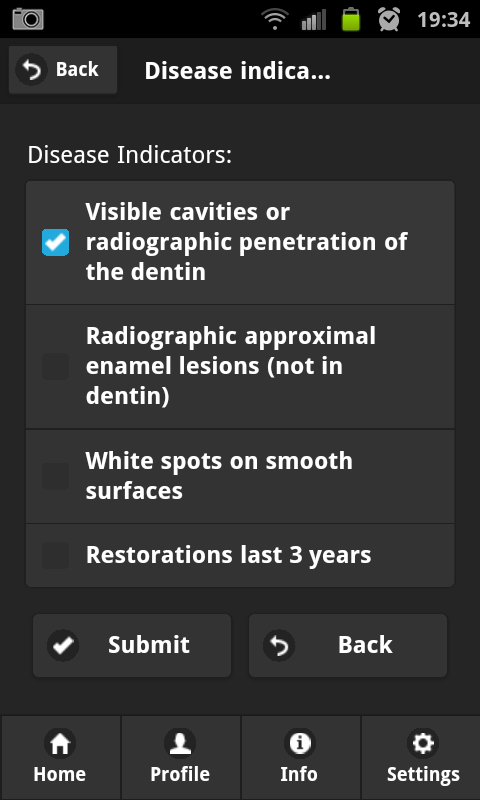 19:34
Back
Disease indica...
Disease Indicators:
Visible cavities or
radiographic penetration of
the dentin
Radiographic approximal
enamel lesions (not in
dentin)
White spots on smooth
surfaces
Restorations last 3 years
Submit
Back
Home
Profile
Info
Settings